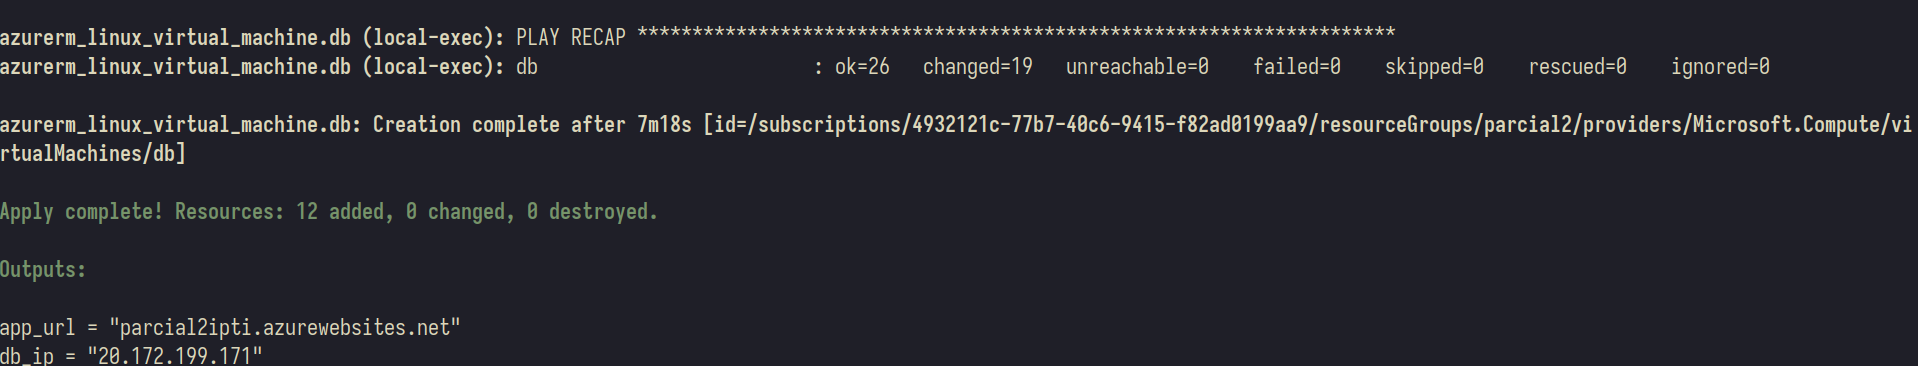 azurerm_linux_virtual_machine.db (local-exec): PLAY RECAP *********************************************************************
azurerm_linux_virtual_machine.db (local-exec): db                         : ok=26   changed=19   unreachable=0    failed=0    skipped=0    rescued=0    ignored=0
azurerm_linux_virtual_machine.db: Creation complete after 7m18s [id=/subscriptions/4932121c-77b7-40c6-9415-f82ad0199aa9/resourceGroups/parcial2/providers/Microsoft.Compute/vi
rtualMachines/db]
Apply complete! Resources: 12 added, 0 changed, 0 destroyed.
Outputs:
app_url = "parcial2ipti.azurewebsites.net"
db_ip = "20.172.199.171"